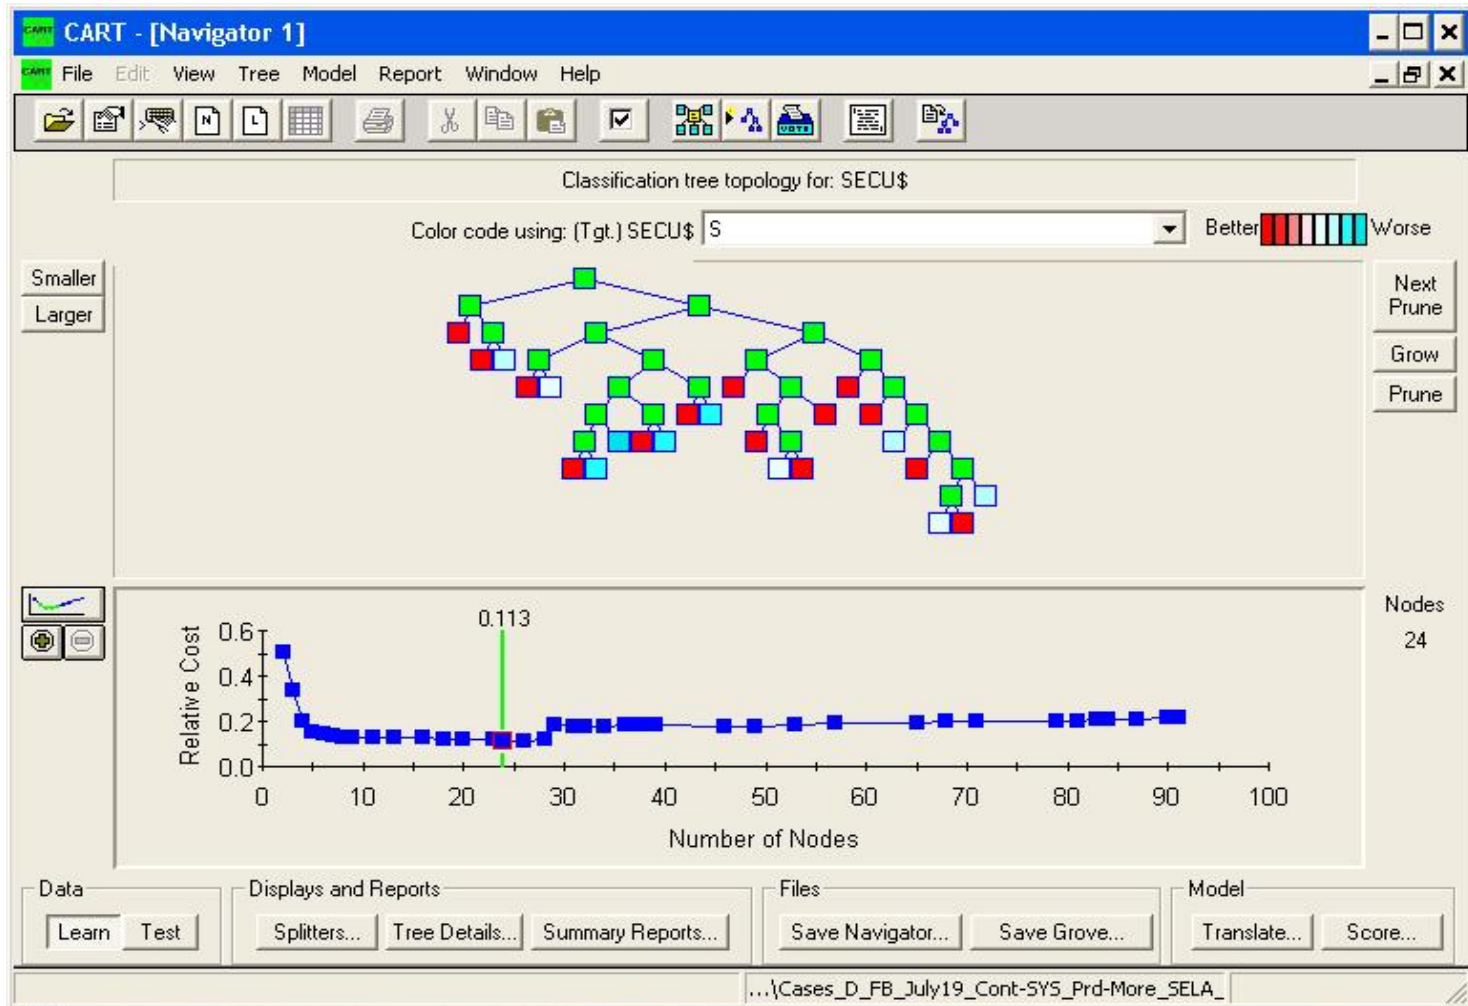 CART - [Navigator 1]
File Edit View Tree Model Report Window Help
N L VOTE
Classification tree topology for: SECU$
Color code using: (Tgt.) SECU$ S Better Worse
Smaller
Larger
Next
Prune
Grow
Prune
0.113
Relative Cost
0.6
0.4
0.2
0.0
0 10 20 30 40 50 60 70 80 90 100
Number of Nodes
Nodes
24
Data Displays and Reports Files Model
Learn Test Splitters... Tree Details... Summary Reports... Save Navigator... Save Grove... Translate... Score...
...\Cases_D_FB_July19_Cont-SYS_Prd-More_SELA_